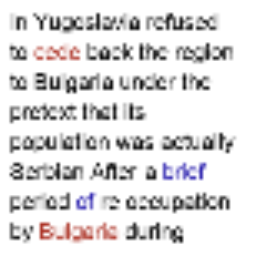 In Yugoslavia refused
to cede back the region
to Bulgaria under the
pretext that its
population was actually
Serbian After a brief
period of re occupation
by Bulgaria during